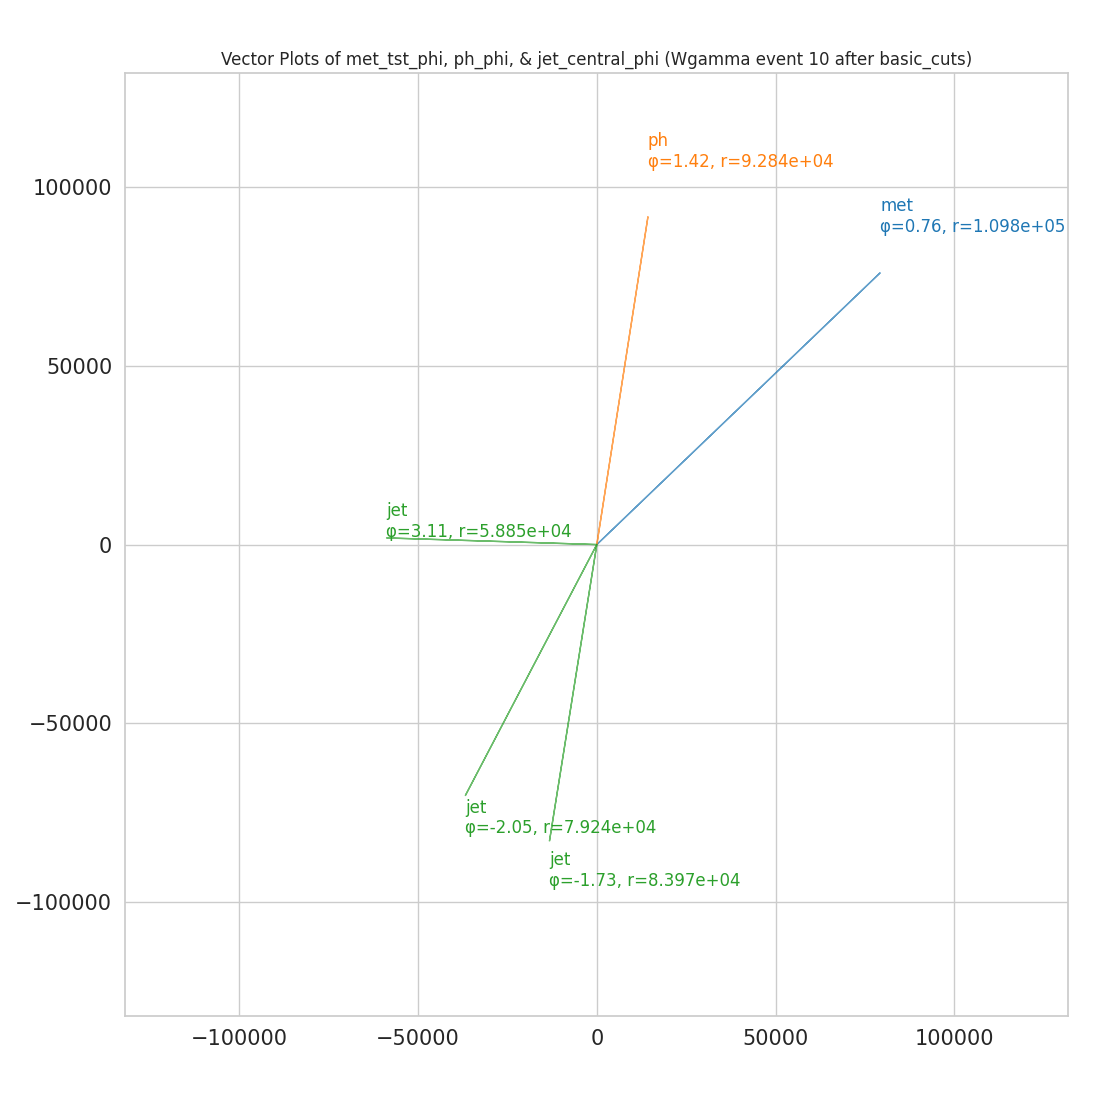 Vector Plots of met_tst_phi, ph_phi, & jet_central_phi (Wgamma event 10 after basic_cuts)
ph
φ=1.42, r=9.284e+04
met
φ=0.76, r=1.098e+05
jet
φ=3.11, r=5.885e+04
jet
φ=-2.05, r=7.924e+04
jet
φ=-1.73, r=8.397e+04
100000
50000
0
−50000
−100000
−100000
−50000
0
50000
100000